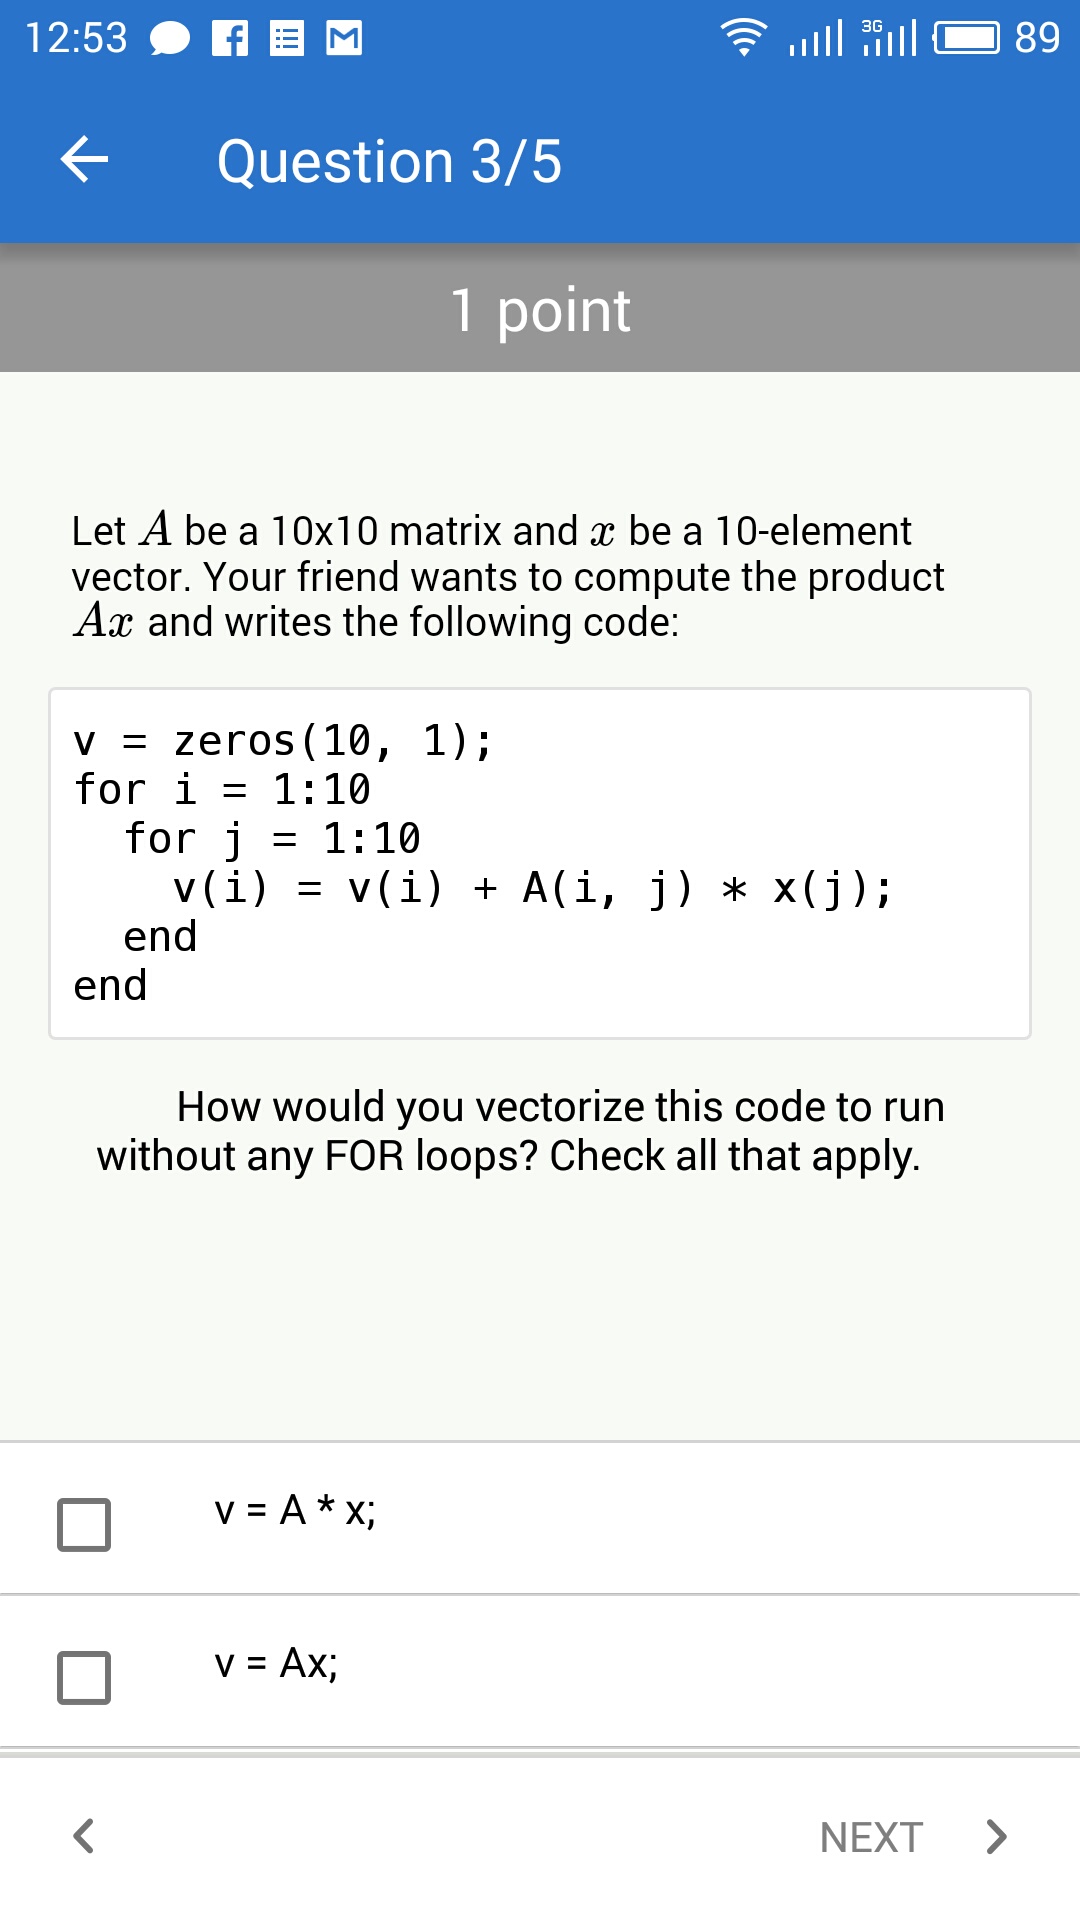 12:53 3G 89
Question 3/5
1 point
Let A be a 10x10 matrix and x be a 10-element
vector. Your friend wants to compute the product
Ax and writes the following code:
v = zeros(10, 1);
for i = 1:10
  for j = 1:10
    v(i) = v(i) + A(i, j) * x(j);
  end
end
How would you vectorize this code to run
without any FOR loops? Check all that apply.
v = A * x;
v = Ax;
NEXT